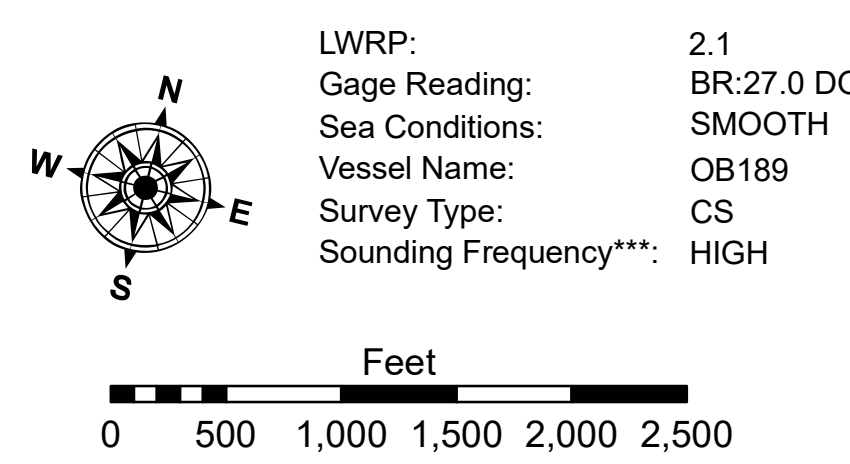 N
W
E
S
LWRP: 2.1
Gage Reading: BR:27.0
Sea Conditions: SMOOTH
Vessel Name: OB189
Survey Type: CS
Sounding Frequency***: HIGH
Feet
0 500 1,000 1,500 2,000 2,500